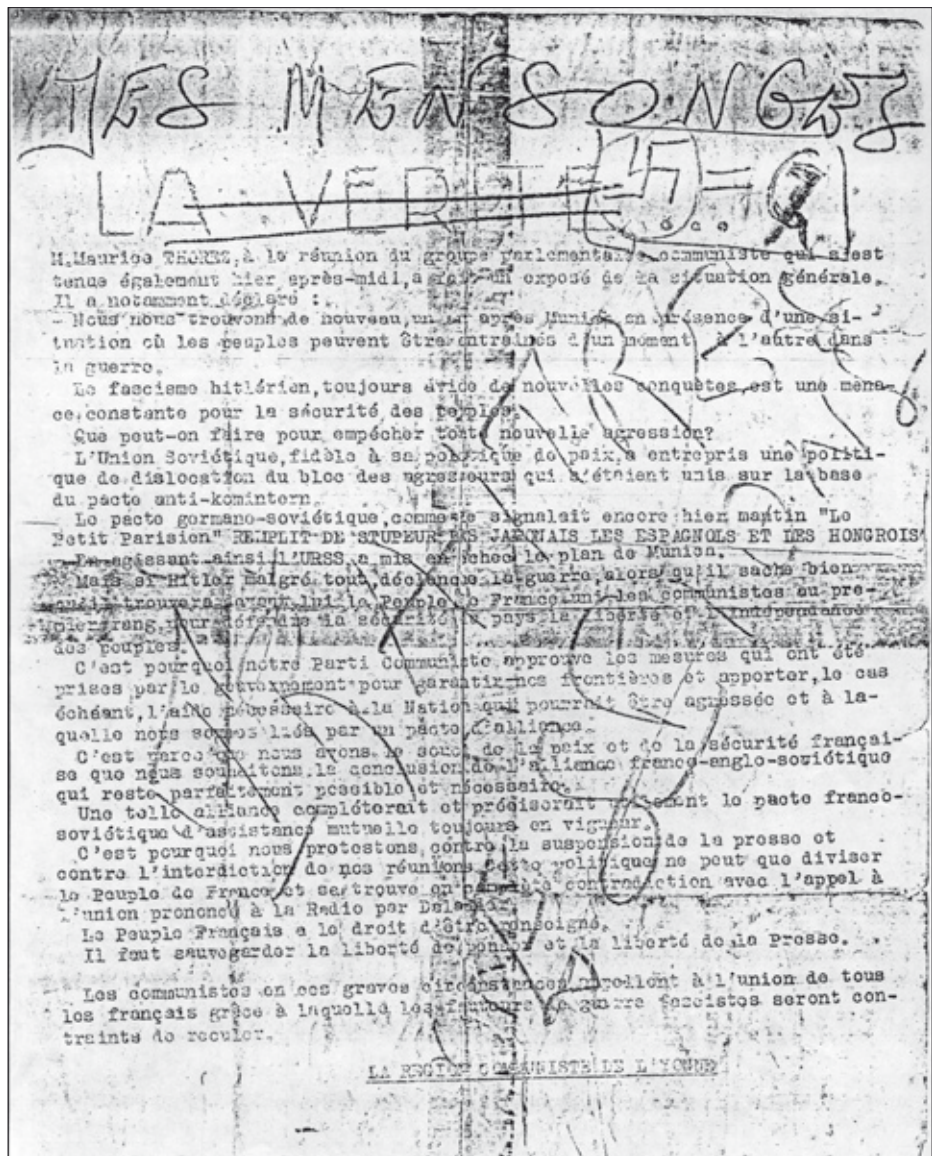 DES MENSONGES
LA VERITE
M.Maurice THOREZ,à la réunion du groupe parlementaire communiste qui s'est
tenue également hier après-midi,a fait un exposé de la situation générale.
Il a notamment déclaré :
- Nous nous trouvons de nouveau,un an après Munich en présence d'une si-
tuation où les peuples peuvent être entrainés d'un moment à l'autre dans
la guerre.
Le fascisme hitlérien,toujours avide de nouvelles conquêtes,est une mena-
ce constante pour la sécurité des peuples.
Que peut-on faire pour empêcher toute nouvelle agression?
L'Union Soviétique,fidèle à sa politique de paix,a entrepris une politi-
que de dislocation du bloc des agresseurs qui s'étaient unis sur la base
du pacte anti-komintern.
Le pacte germano-soviétique,comme le signalait encore hier mantin "Le
Petit Parisien" REMPLIT DE STUPEUR LES JAPONAIS LES ESPAGNOLS ET LES HONGROIS"
En agissant ainsi l'URSS,a mis en échec le plan de Munich.
Mais si Hitler malgré tout,déclenche la guerre,alors qu'il sache bien
qu'il trouvera devant lui le Peuple de France uni les communistes au pre-
mier rang,pour défendre la sécurité du pays la liberté et l'indépendance
des peuples.
C'est pourquoi notre Parti Communiste approuve les mesures qui ont été
prises par le gouvernement pour garantir nos frontières et apporter,le cas
échéant,l'aide nécessaire à la Nation qui pourrait être agressée et à la-
quelle nous sommes liés par un pacte d'alliance.
C'est parce que nous avons le souci de la paix et de la sécurité françai-
se que nous souhaitons la conclusion de l'alliance franco-anglo-soviétique
qui reste parfaitement possible et nécessaire.
Une telle alliance complèterait et préciserait le pacte franco-
soviétique d'assistance mutuelle toujours en vigueur.
C'est pourquoi nous protestons contre la suspension de la presse et
contre l'interdiction de nos réunions cette politique ne peut que diviser
le Peuple de France et se trouve en contradiction avec l'appel à
l'union prononcé à la Radio par Daladier.
Le Peuple Français a le droit d'être renseigné.
Il faut sauvegarder la liberté de penser et la liberté de la Presse.
Les communistes en ces graves circonstances appellent à l'union de tous
les français grâce à laquelle les fauteurs de guerre fascistes seront con-
traints de reculer.
LA REGION COMMUNISTE DE L'YONNE